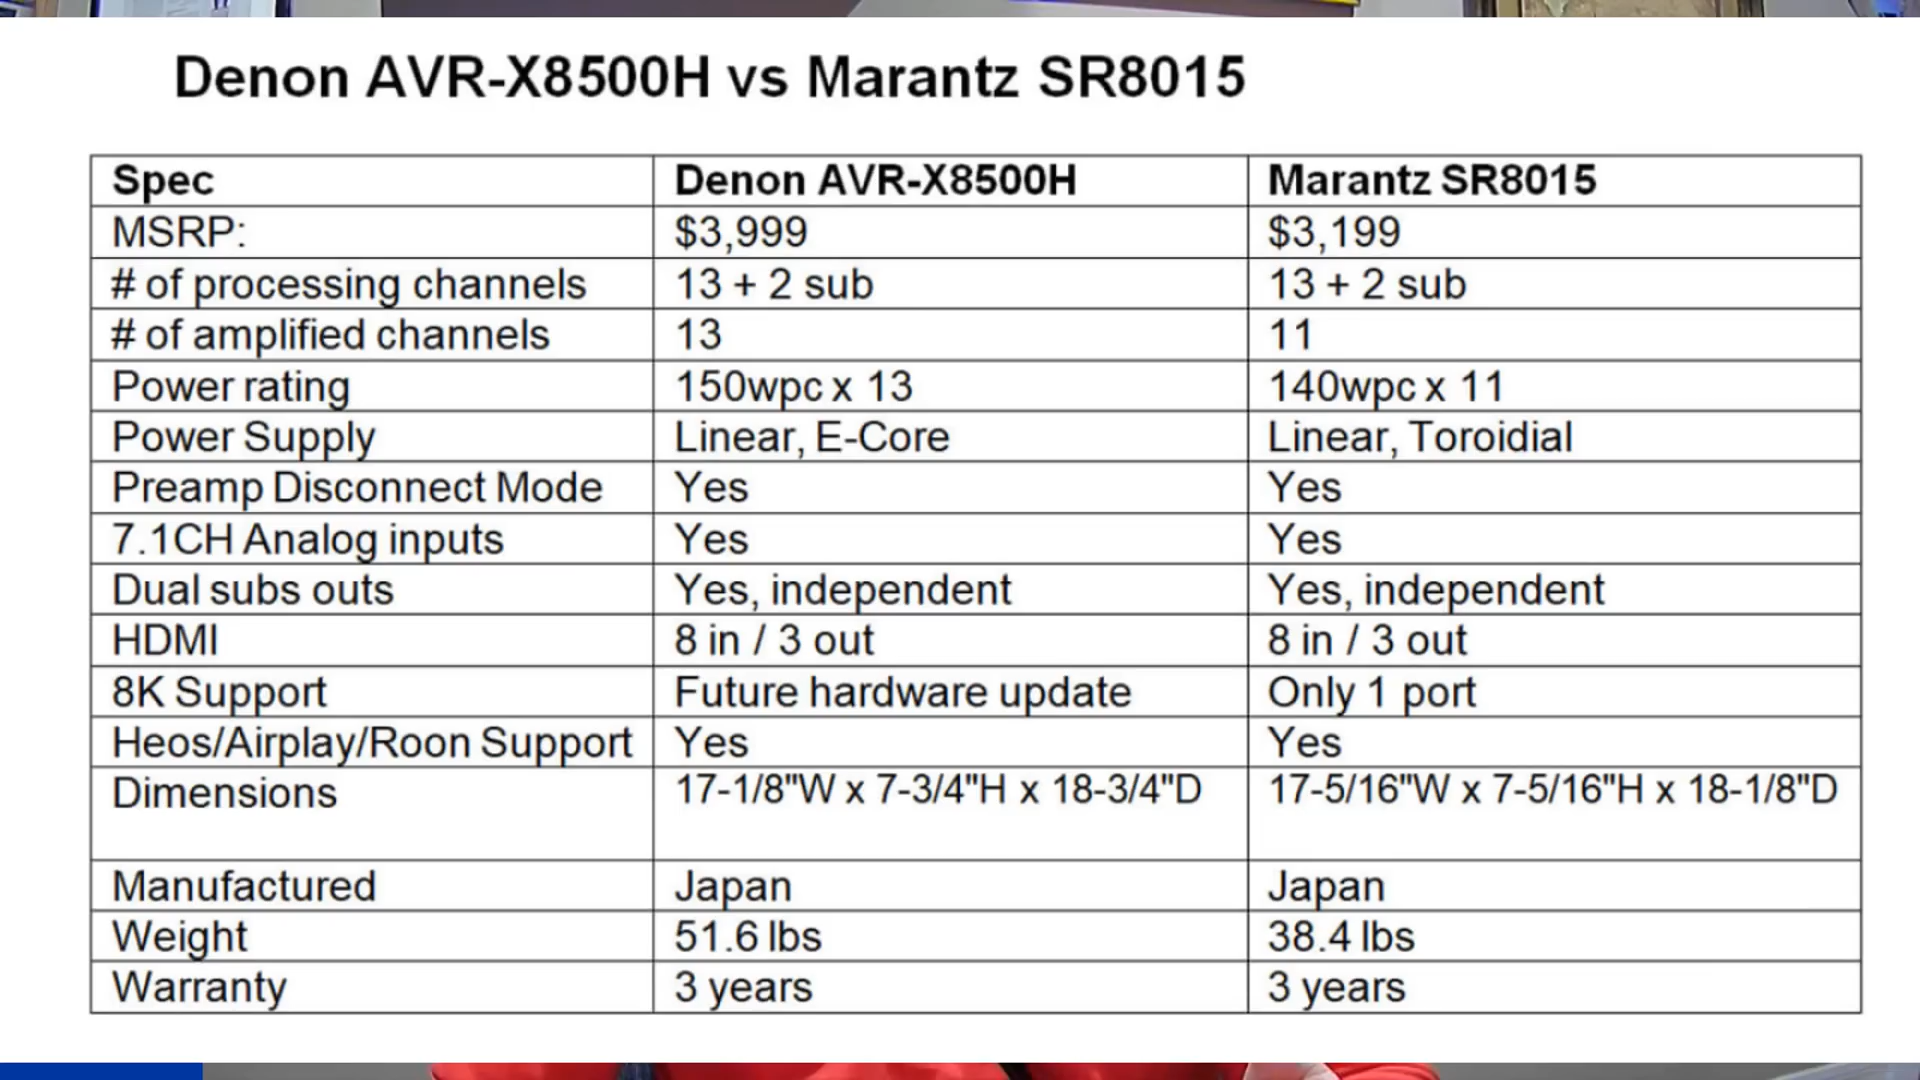 Denon AVR-X8500H vs Marantz SR8015
Spec Denon AVR-X8500H Marantz SR8015
MSRP: $3,999 $3,199
# of processing channels 13 + 2 sub 13 + 2 sub
# of amplified channels 13 11
Power rating 150wpc x 13 140wpc x 11
Power Supply Linear, E-Core Linear, Toroidial
Preamp Disconnect Mode Yes Yes
7.1CH Analog inputs Yes Yes
Dual subs outs Yes, independent Yes, independent
HDMI 8 in / 3 out 8 in / 3 out
8K Support Future hardware update Only 1 port
Heos/Airplay/Roon Support Yes Yes
Dimensions 17-1/8"W x 7-3/4"H x 18-3/4"D 17-5/16"W x 7-5/16"H x 18-1/8"D
Manufactured Japan Japan
Weight 51.6 lbs 38.4 lbs
Warranty 3 years 3 years